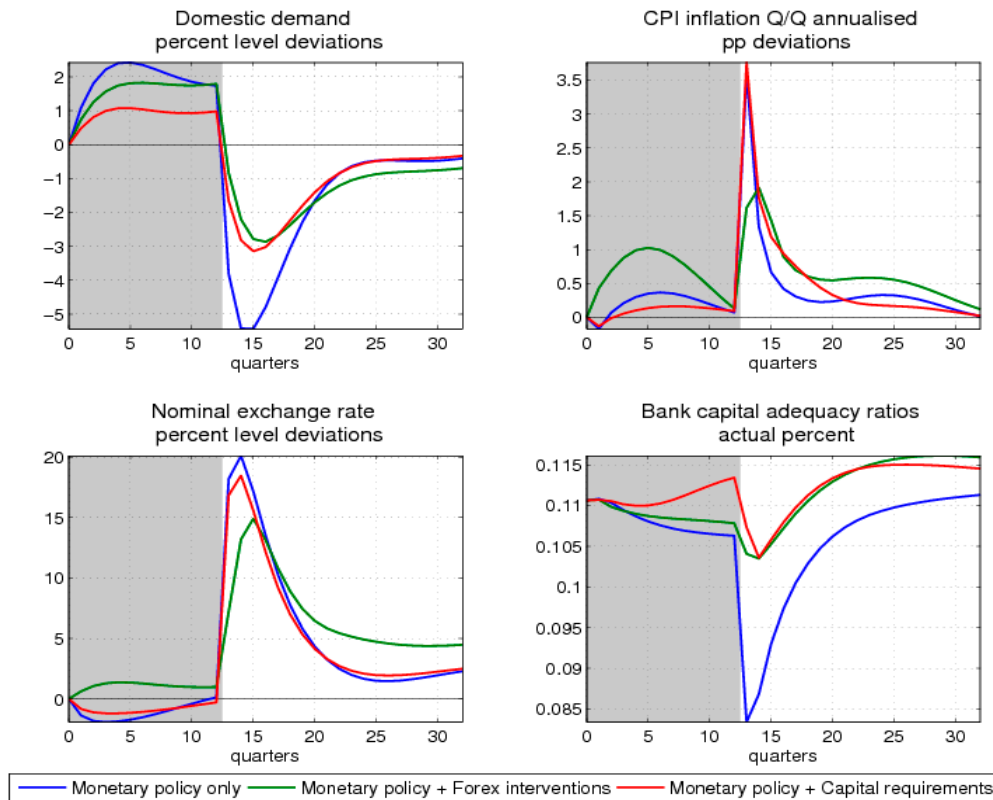 Domestic demand
percent level deviations
2
1
0
−1
−2
−3
−4
−5
0 5 10 15 20 25 30
quarters
CPI inflation Q/Q annualised
pp deviations
3.5
3
2.5
2
1.5
1
0.5
0
0 5 10 15 20 25 30
quarters
Nominal exchange rate
percent level deviations
20
15
10
5
0
0 5 10 15 20 25 30
quarters
Bank capital adequacy ratios
actual percent
0.115
0.11
0.105
0.1
0.095
0.09
0.085
0 5 10 15 20 25 30
quarters
Monetary policy only Monetary policy + Forex interventions Monetary policy + Capital requirements